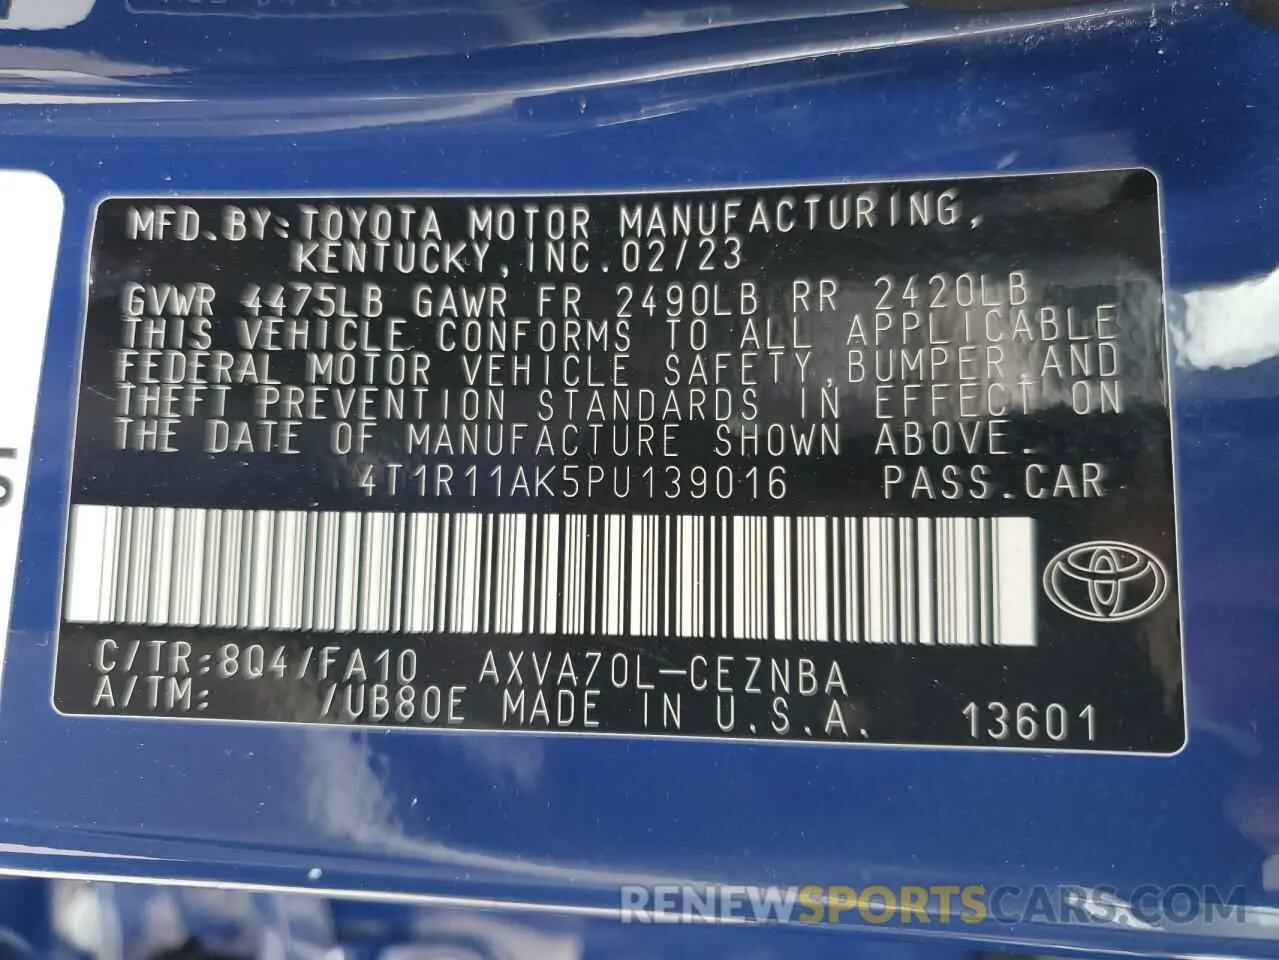 MFD.BY:TOYOTA MOTOR MANUFACTURING,
KENTUCKY,INC.02/23
GVWR 4475LB GAWR FR 2490LB RR 2420LB
THIS VEHICLE CONFORMS TO ALL APPLICABLE
FEDERAL MOTOR VEHICLE SAFETY,BUMPER,AND
THEFT PREVENTION STANDARDS IN EFFECT ON
THE DATE OF MANUFACTURE SHOWN ABOVE.
4T1R11AK5PU139016 PASS.CAR
C/TR:8Q4/FA10 AXVA70L-CEZNBA
A/TM: /UB80E MADE IN U.S.A. 13601
RENEWSPORTSCARS.COM